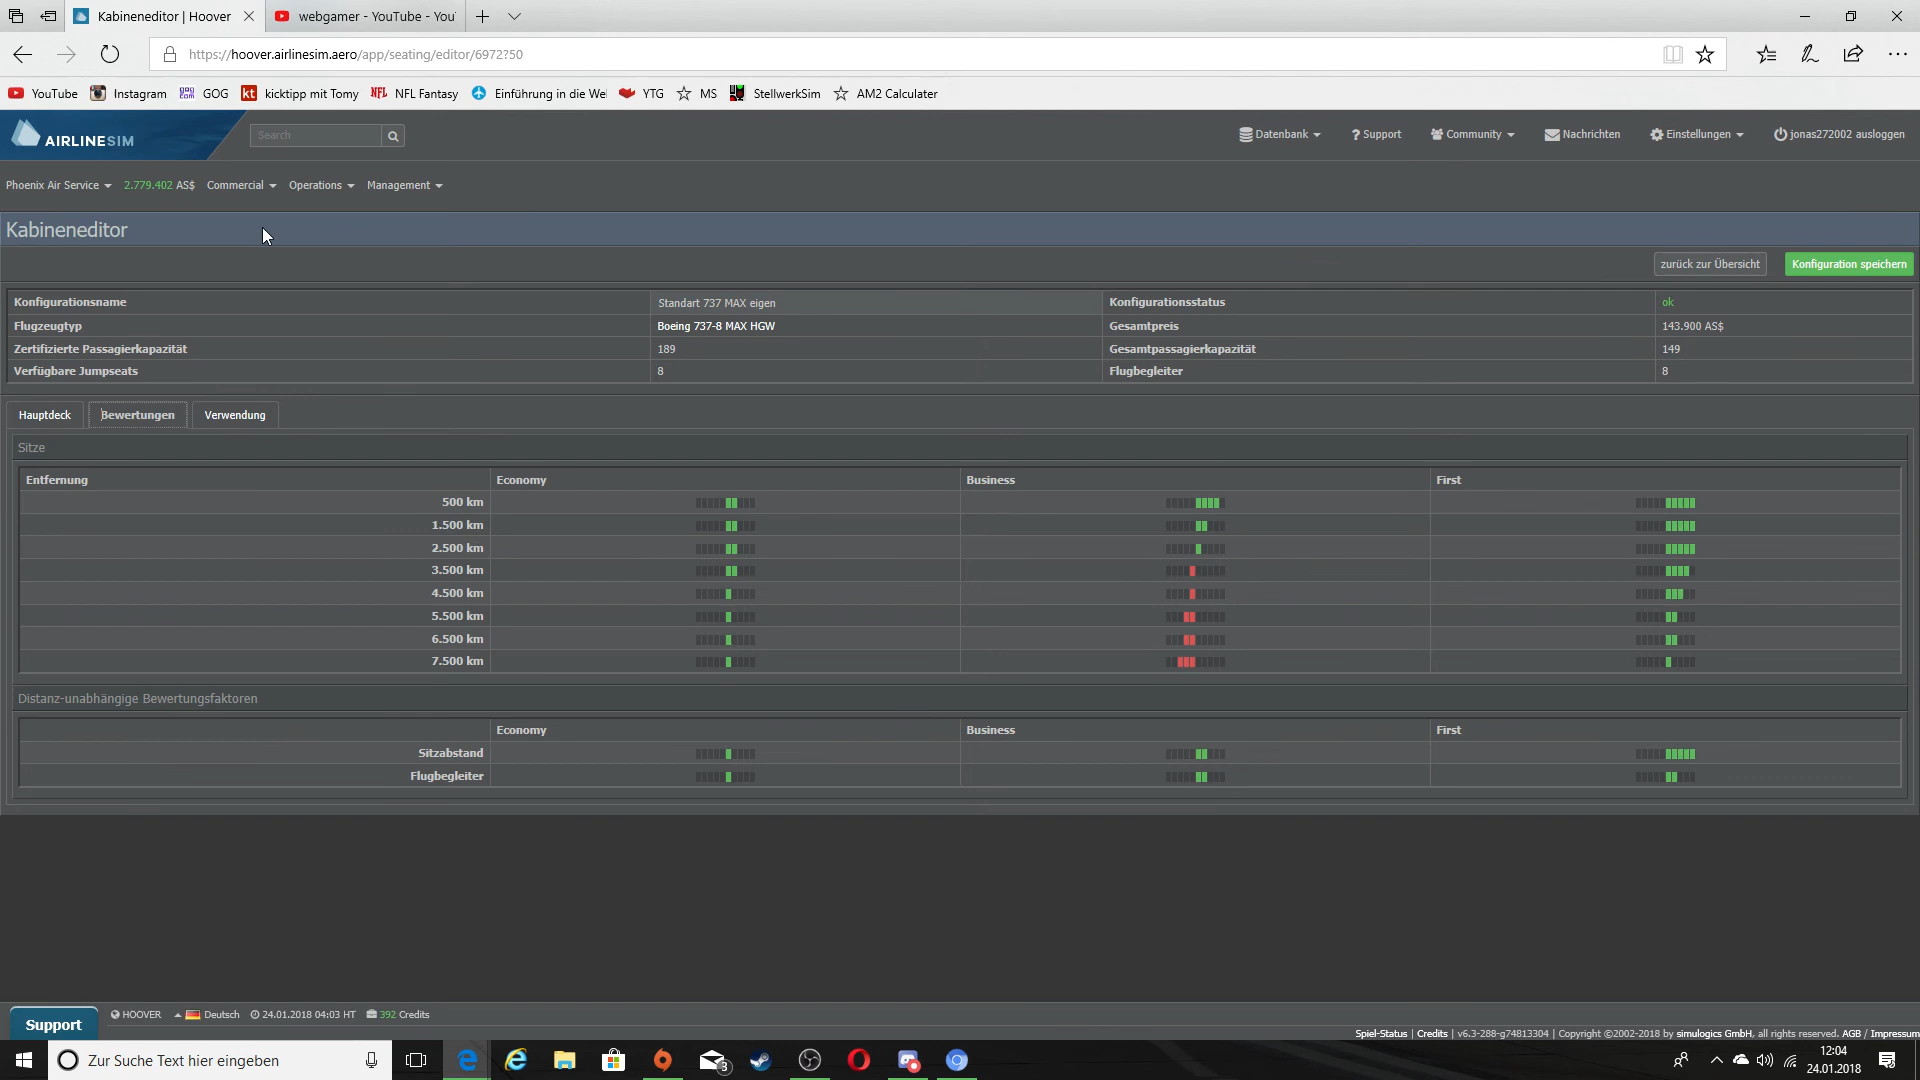 Kabineneditor | Hoover
webgamer - YouTube - You
https://hoover.airlinesim.aero/app/seating/editor/6972?50
YouTube Instagram GOG kicktipp mit Tomy NFL Fantasy Einführung in die We YTG MS StellwerkSim AM2 Calculater
AIRLINESIM
Search
Datenbank Support Community Nachrichten Einstellungen jonas272002 ausloggen
Phoenix Air Service 2.779.402 AS$ Commercial Operations Management
Kabineneditor
zurück zur Übersicht Konfiguration speichern
Konfigurationsname Standart 737 MAX eigen Konfigurationsstatus ok
Flugzeugtyp Boeing 737-8 MAX HGW Gesamtpreis 143.900 AS$
Zertifizierte Passagierkapazität 189 Gesamtpassagierkapazität 149
Verfügbare Jumpseats 8 Flugbegleiter 8
Hauptdeck Bewertungen Verwendung
Sitze
Entfernung Economy Business First
500 km
1.500 km
2.500 km
3.500 km
4.500 km
5.500 km
6.500 km
7.500 km
Distanz-unabhängige Bewertungsfaktoren
Economy Business First
Sitzabstand
Flugbegleiter
Support
HOOVER Deutsch 24.01.2018 04:03 HT 392 Credits
Spiel-Status | Credits | v6.3-288-g74813304 | Copyright ©2002-2018 by simulogics GmbH, all rights reserved. AGB / Impressum
Zur Suche Text hier eingeben
3
12:04
24.01.2018